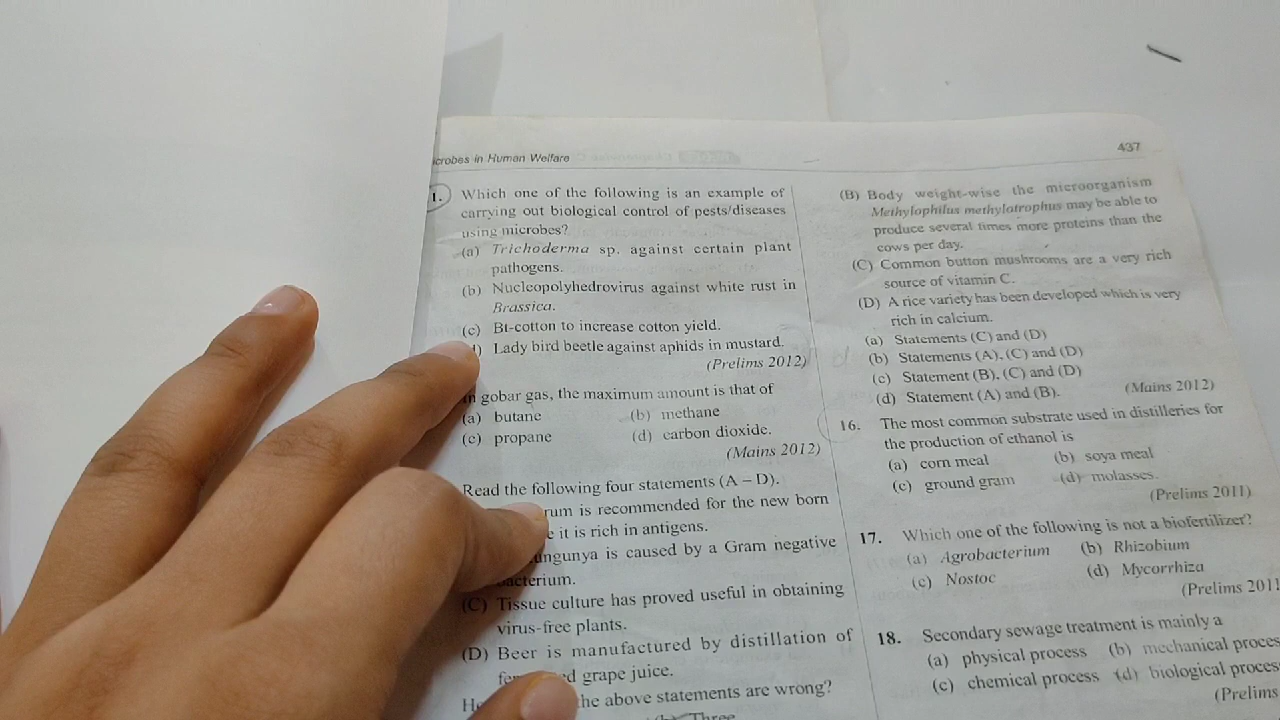 crobes in Human Welfare
437
1. Which one of the following is an example of
carrying out biological control of pests/diseases
using microbes?
(a) Trichoderma sp. against certain plant
pathogens.
(b) Nucleopolyhedrovirus against white rust in
Brassica.
(c) Bt-cotton to increase cotton yield.
) Lady bird beetle against aphids in mustard.
(Prelims 2012)
n gobar gas, the maximum amount is that of
(a) butane (b) methane
(c) propane (d) carbon dioxide.
(Mains 2012)
Read the following four statements (A – D).
rum is recommended for the new born
e it is rich in antigens.
ungunya is caused by a Gram negative
bacterium.
(C) Tissue culture has proved useful in obtaining
virus-free plants.
(D) Beer is manufactured by distillation of
fer d grape juice.
H he above statements are wrong?
(b) Three
(B) Body weight-wise the microorganism
Methylophilus methylotrophus may be able to
produce several times more proteins than the
cows per day.
(C) Common button mushrooms are a very rich
source of vitamin C.
(D) A rice variety has been developed which is very
rich in calcium.
(a) Statements (C) and (D)
(b) Statements (A), (C) and (D)
(c) Statement (B), (C) and (D)
(d) Statement (A) and (B).
(Mains 2012)
16. The most common substrate used in distilleries for
the production of ethanol is
(a) corn meal (b) soya meal
(c) ground gram (d) molasses.
(Prelims 2011)
17. Which one of the following is not a biofertilizer?
(a) Agrobacterium (b) Rhizobium
(c) Nostoc (d) Mycorrhiza
(Prelims 2011
18. Secondary sewage treatment is mainly a
(a) physical process (b) mechanical proces
(c) chemical process (d) biological process
(Prelims